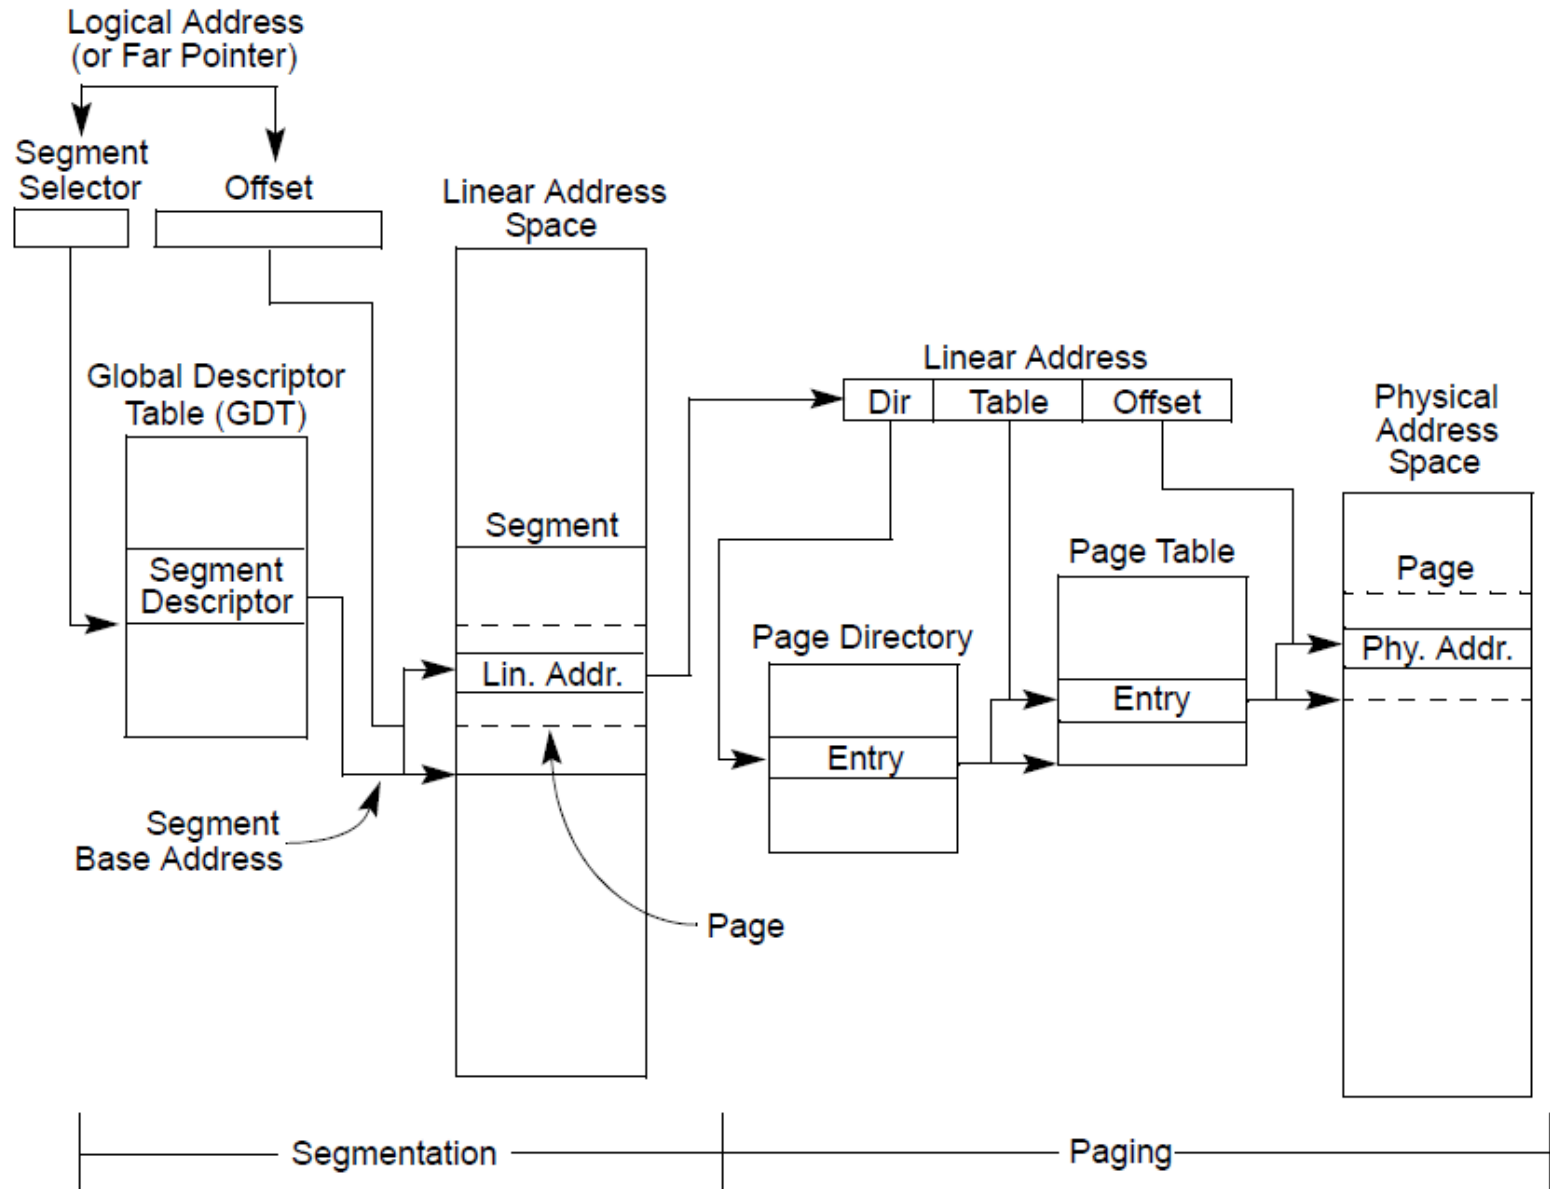 Logical Address
(or Far Pointer)
Segment
Selector
Offset
Linear Address
Space
Global Descriptor
Table (GDT)
Segment
Descriptor
Segment
Lin. Addr.
Segment
Base Address
Page
Linear Address
Dir
Table
Offset
Page Directory
Entry
Page Table
Entry
Physical
Address
Space
Page
Phy. Addr.
Segmentation
Paging